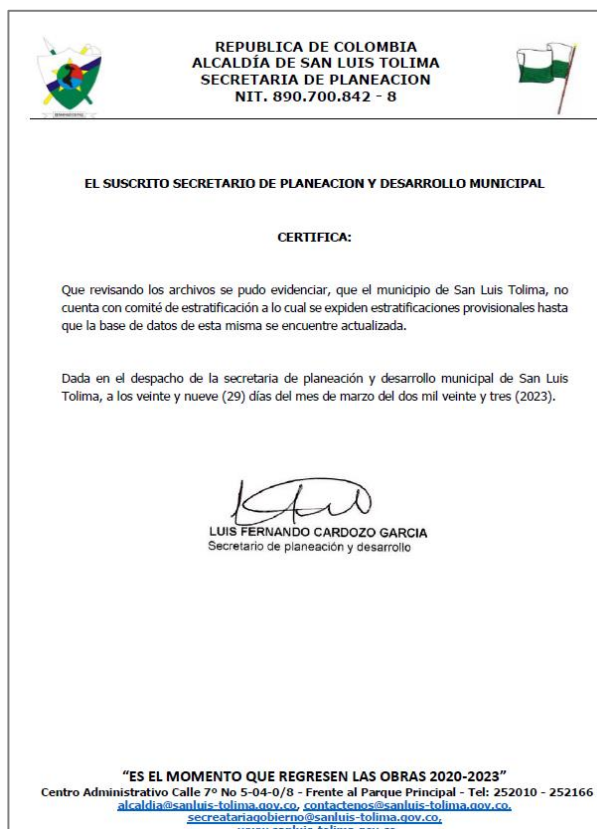 REPUBLICA DE COLOMBIA
ALCALDÍA DE SAN LUIS TOLIMA
SECRETARIA DE PLANEACION
NIT. 890.700.842 - 8
EL SUSCRITO SECRETARIO DE PLANEACION Y DESARROLLO MUNICIPAL
CERTIFICA:
Que revisando los archivos se pudo evidenciar, que el municipio de San Luis Tolima, no
cuenta con comité de estratificación a lo cual se expiden estratificaciones provisionales hasta
que la base de datos de esta misma se encuentre actualizada.
Dada en el despacho de la secretaria de planeación y desarrollo municipal de San Luis
Tolima, a los veinte y nueve (29) días del mes de marzo del dos mil veinte y tres (2023).
LUIS FERNANDO CARDOZO GARCIA
Secretario de planeación y desarrollo
"ES EL MOMENTO QUE REGRESEN LAS OBRAS 2020-2023"
Centro Administrativo Calle 7º No 5-04-0/8 - Frente al Parque Principal - Tel: 252010 - 252166
alcaldia@sanluis-tolima.gov.co, contactenos@sanluis-tolima.gov.co,
secreatariagobierno@sanluis-tolima.gov.co,
www.sanluis-tolima.gov.co